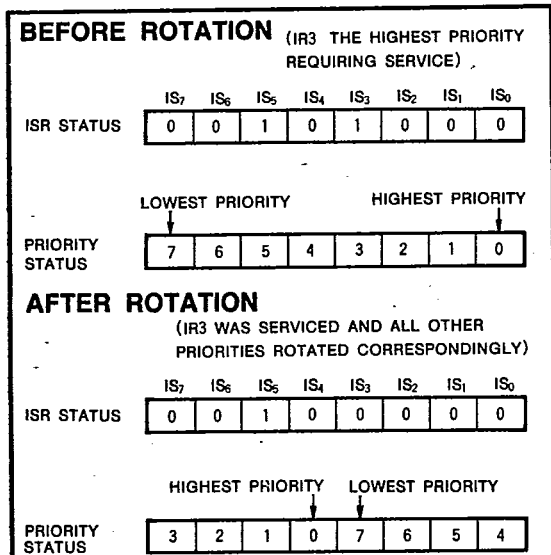 BEFORE ROTATION (IR3 THE HIGHEST PRIORITY
REQUIRING SERVICE)
IS7 IS6 IS5 IS4 IS3 IS2 IS1 IS0
ISR STATUS 0 0 1 0 1 0 0 0
LOWEST PRIORITY HIGHEST PRIORITY
PRIORITY
STATUS 7 6 5 4 3 2 1 0
AFTER ROTATION
(IR3 WAS SERVICED AND ALL OTHER
PRIORITIES ROTATED CORRESPONDINGLY)
IS7 IS6 IS5 IS4 IS3 IS2 IS1 IS0
ISR STATUS 0 0 1 0 0 0 0 0
HIGHEST PRIORITY LOWEST PRIORITY
PRIORITY
STATUS 3 2 1 0 7 6 5 4